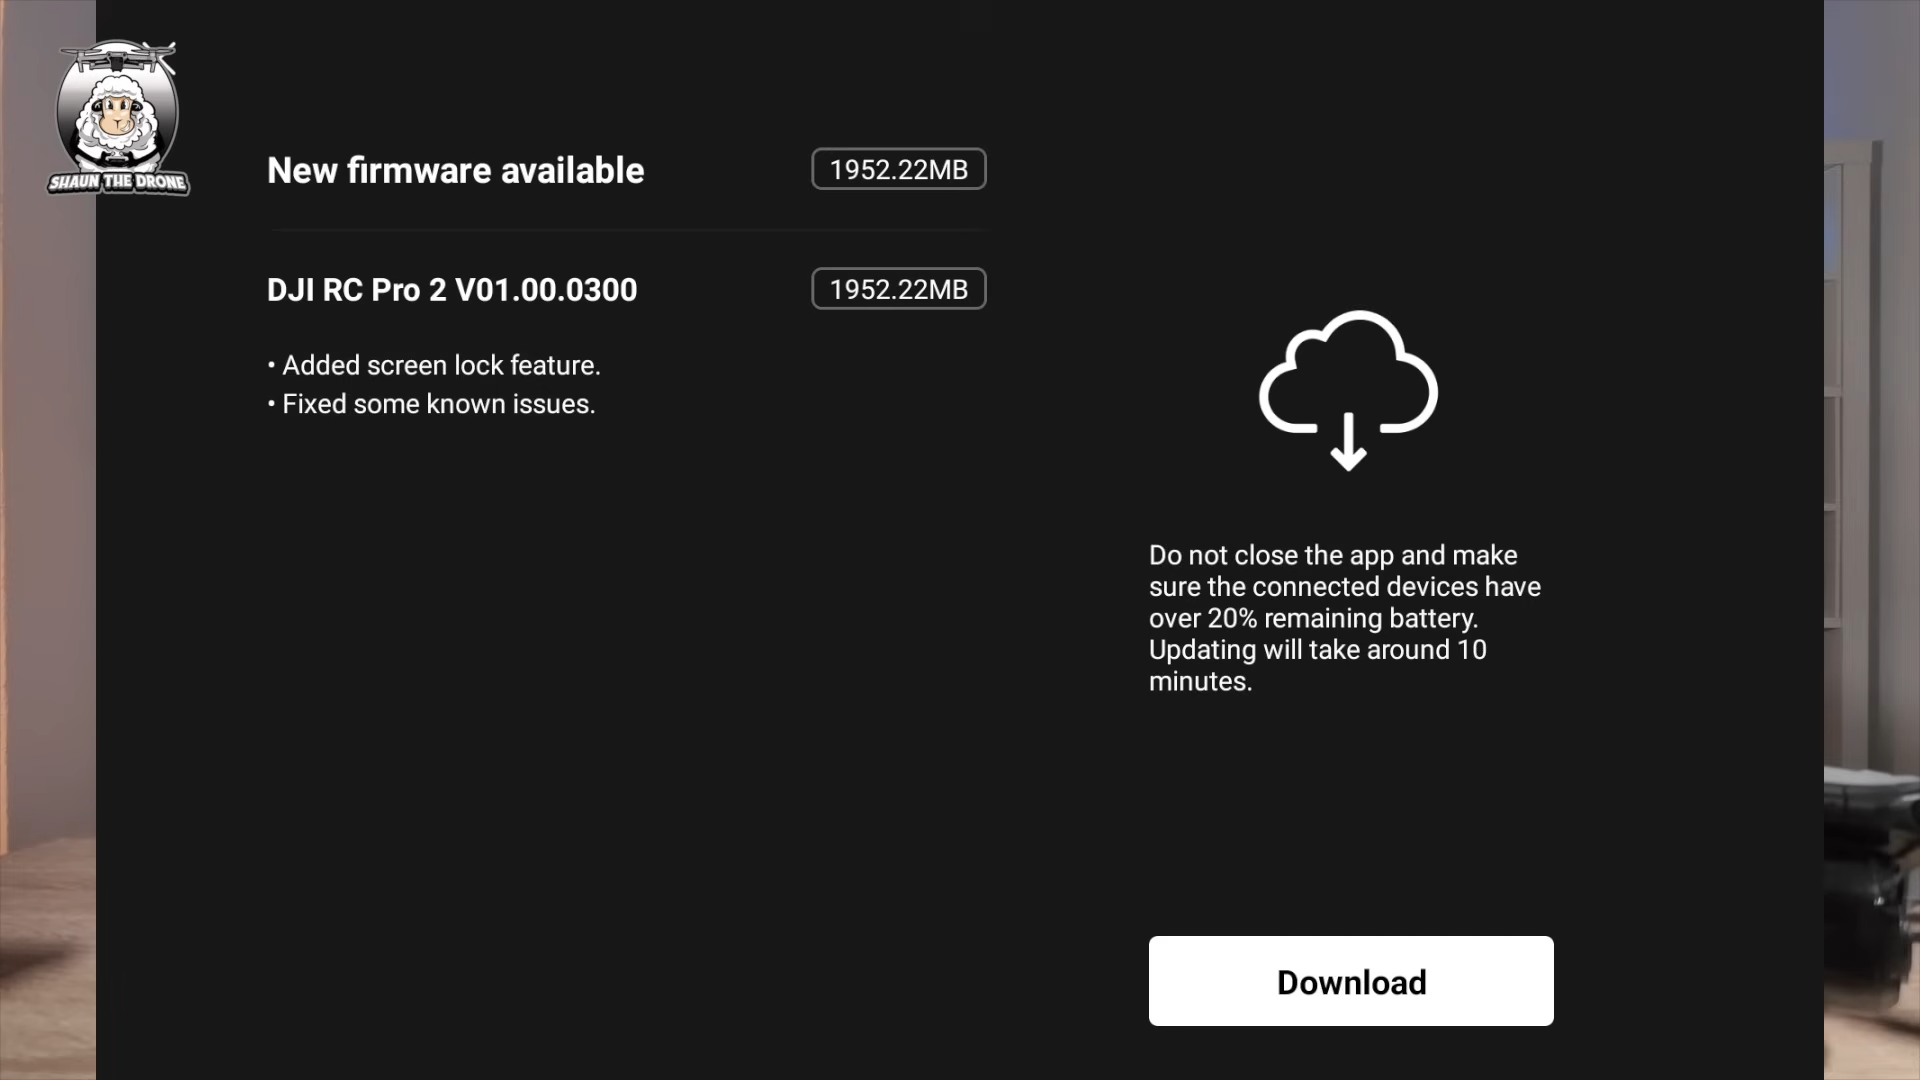 SHAUN THE DRONE
New firmware available
1952.22MB
DJI RC Pro 2 V01.00.0300
1952.22MB
• Added screen lock feature.
• Fixed some known issues.
Do not close the app and make
sure the connected devices have
over 20% remaining battery.
Updating will take around 10
minutes.
Download